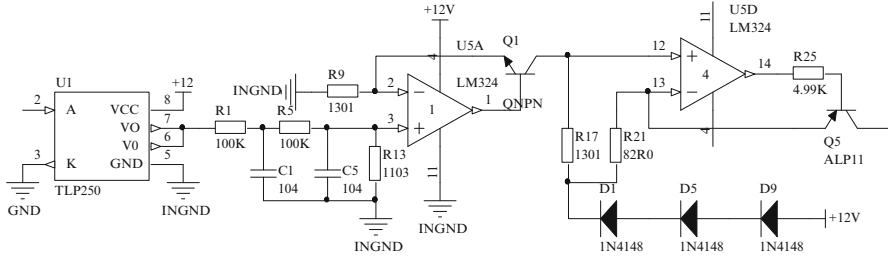 +12V
11
U5D
LM324
4
U5A
LM324
Q1
QNPN
12
13
4
14
R25
4.99K
U1
+12
INGND
R9
1301
2
1
1
2
A
VCC
8
VO
7
V0
6
3
K
GND
5
TLP250
GND
INGND
R1
100K
R5
100K
3
R13
1103
C1
104
C5
104
INGND
11
INGND
R17
1301
R21
82R0
4
Q5
ALP11
D1
D5
D9
1N4148
1N4148
1N4148
+12V